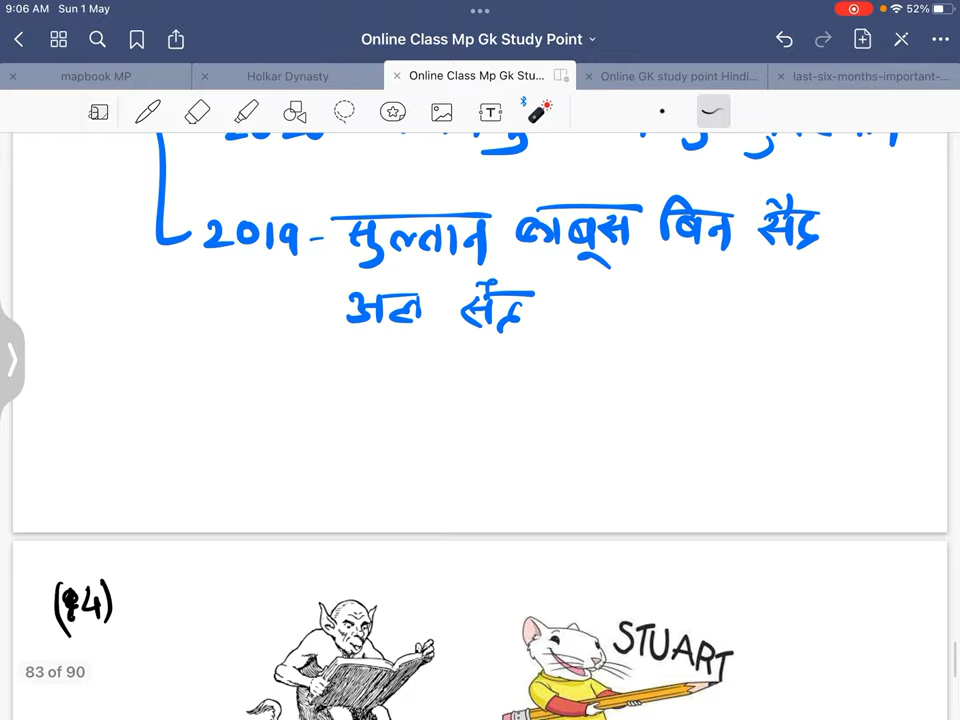 9:06 AM Sun 1 May 52%
Online Class Mp Gk Study Point
mapbook MP
Holkar Dynasty
Online Class Mp Gk Stu...
Online GK study point Hindi...
last-six-months-important-...
2019 - सुल्तान काबूस बिन सैद
अल सैद
(84)
STUART
83 of 90